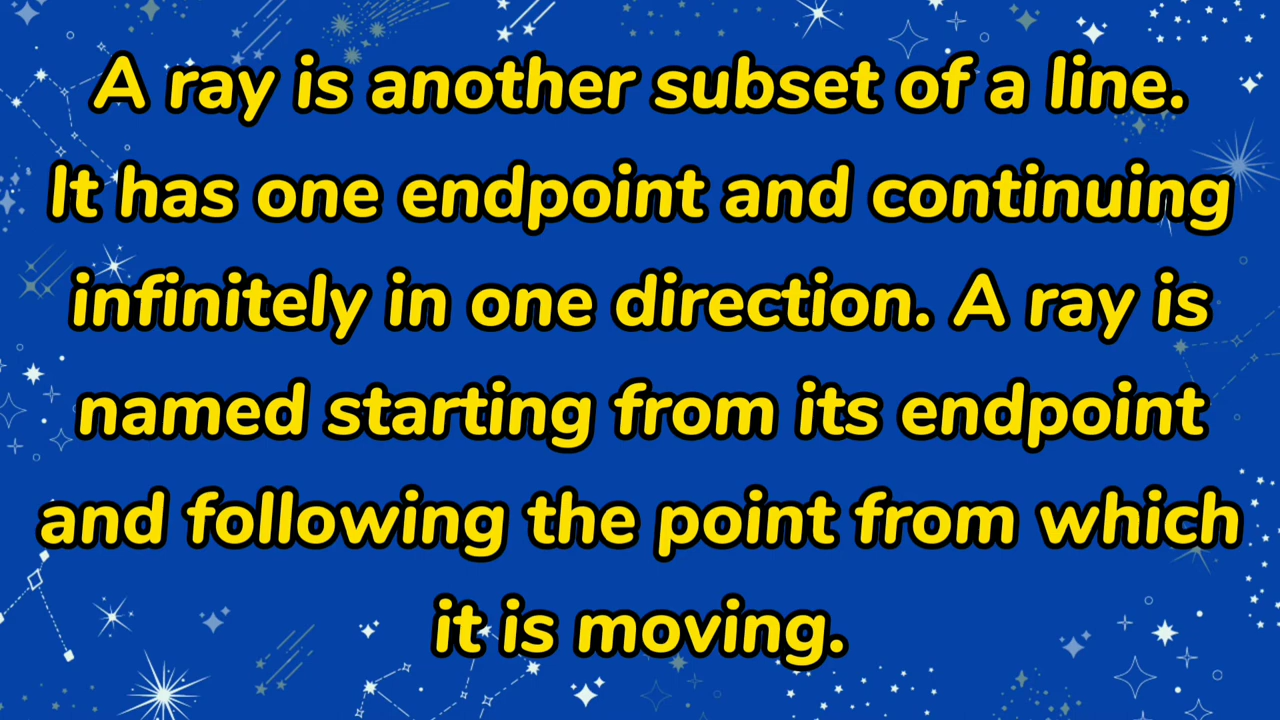 A ray is another subset of a line.
It has one endpoint and continuing
infinitely in one direction. A ray is
named starting from its endpoint
and following the point from which
it is moving.